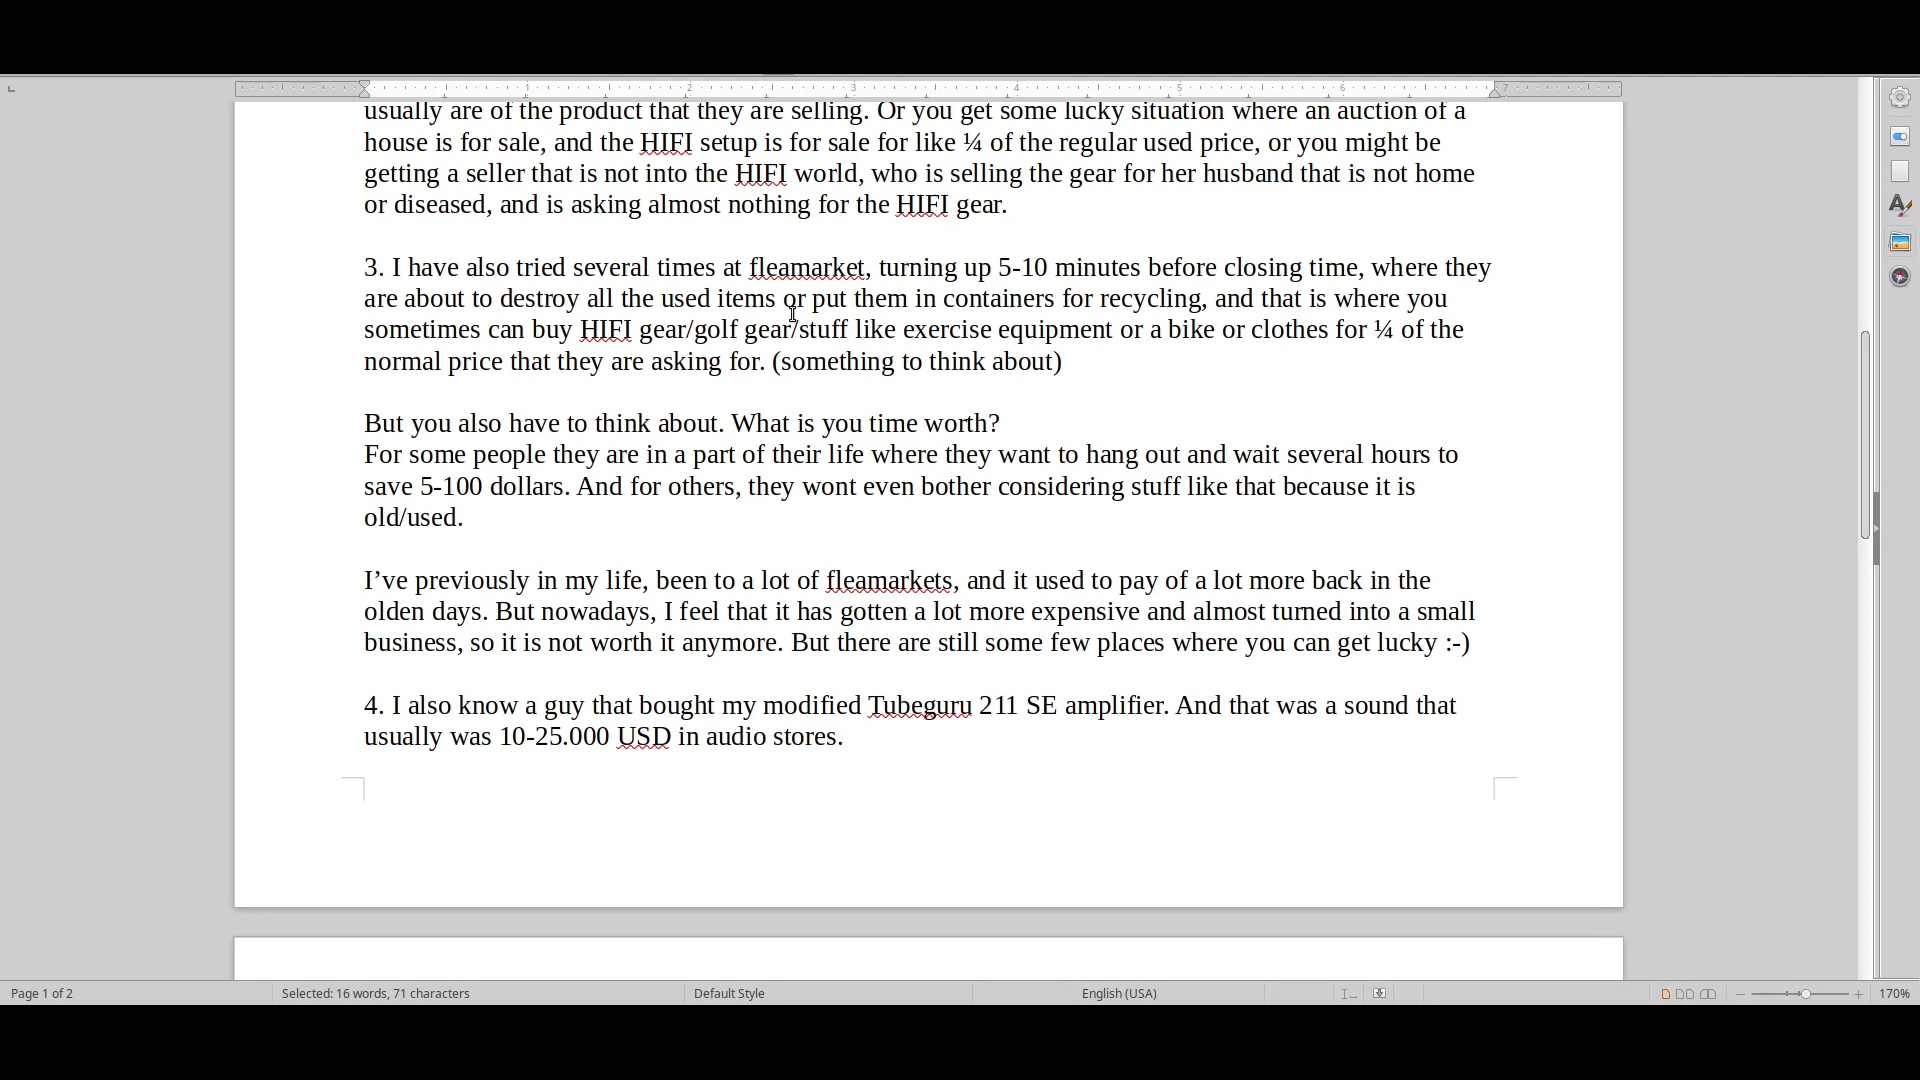 1 2 3 4 5 6 7
usually are of the product that they are selling. Or you get some lucky situation where an auction of a
house is for sale, and the HIFI setup is for sale for like ¼ of the regular used price, or you might be
getting a seller that is not into the HIFI world, who is selling the gear for her husband that is not home
or diseased, and is asking almost nothing for the HIFI gear.
3. I have also tried several times at fleamarket, turning up 5-10 minutes before closing time, where they
are about to destroy all the used items or put them in containers for recycling, and that is where you
sometimes can buy HIFI gear/golf gear/stuff like exercise equipment or a bike or clothes for ¼ of the
normal price that they are asking for. (something to think about)
But you also have to think about. What is you time worth?
For some people they are in a part of their life where they want to hang out and wait several hours to
save 5-100 dollars. And for others, they wont even bother considering stuff like that because it is
old/used.
I’ve previously in my life, been to a lot of fleamarkets, and it used to pay of a lot more back in the
olden days. But nowadays, I feel that it has gotten a lot more expensive and almost turned into a small
business, so it is not worth it anymore. But there are still some few places where you can get lucky :-)
4. I also know a guy that bought my modified Tubeguru 211 SE amplifier. And that was a sound that
usually was 10-25.000 USD in audio stores.
Page 1 of 2 Selected: 16 words, 71 characters Default Style English (USA) 170%